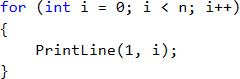 for (int i = 0; i < n; i++)
{
    PrintLine(1, i);
}